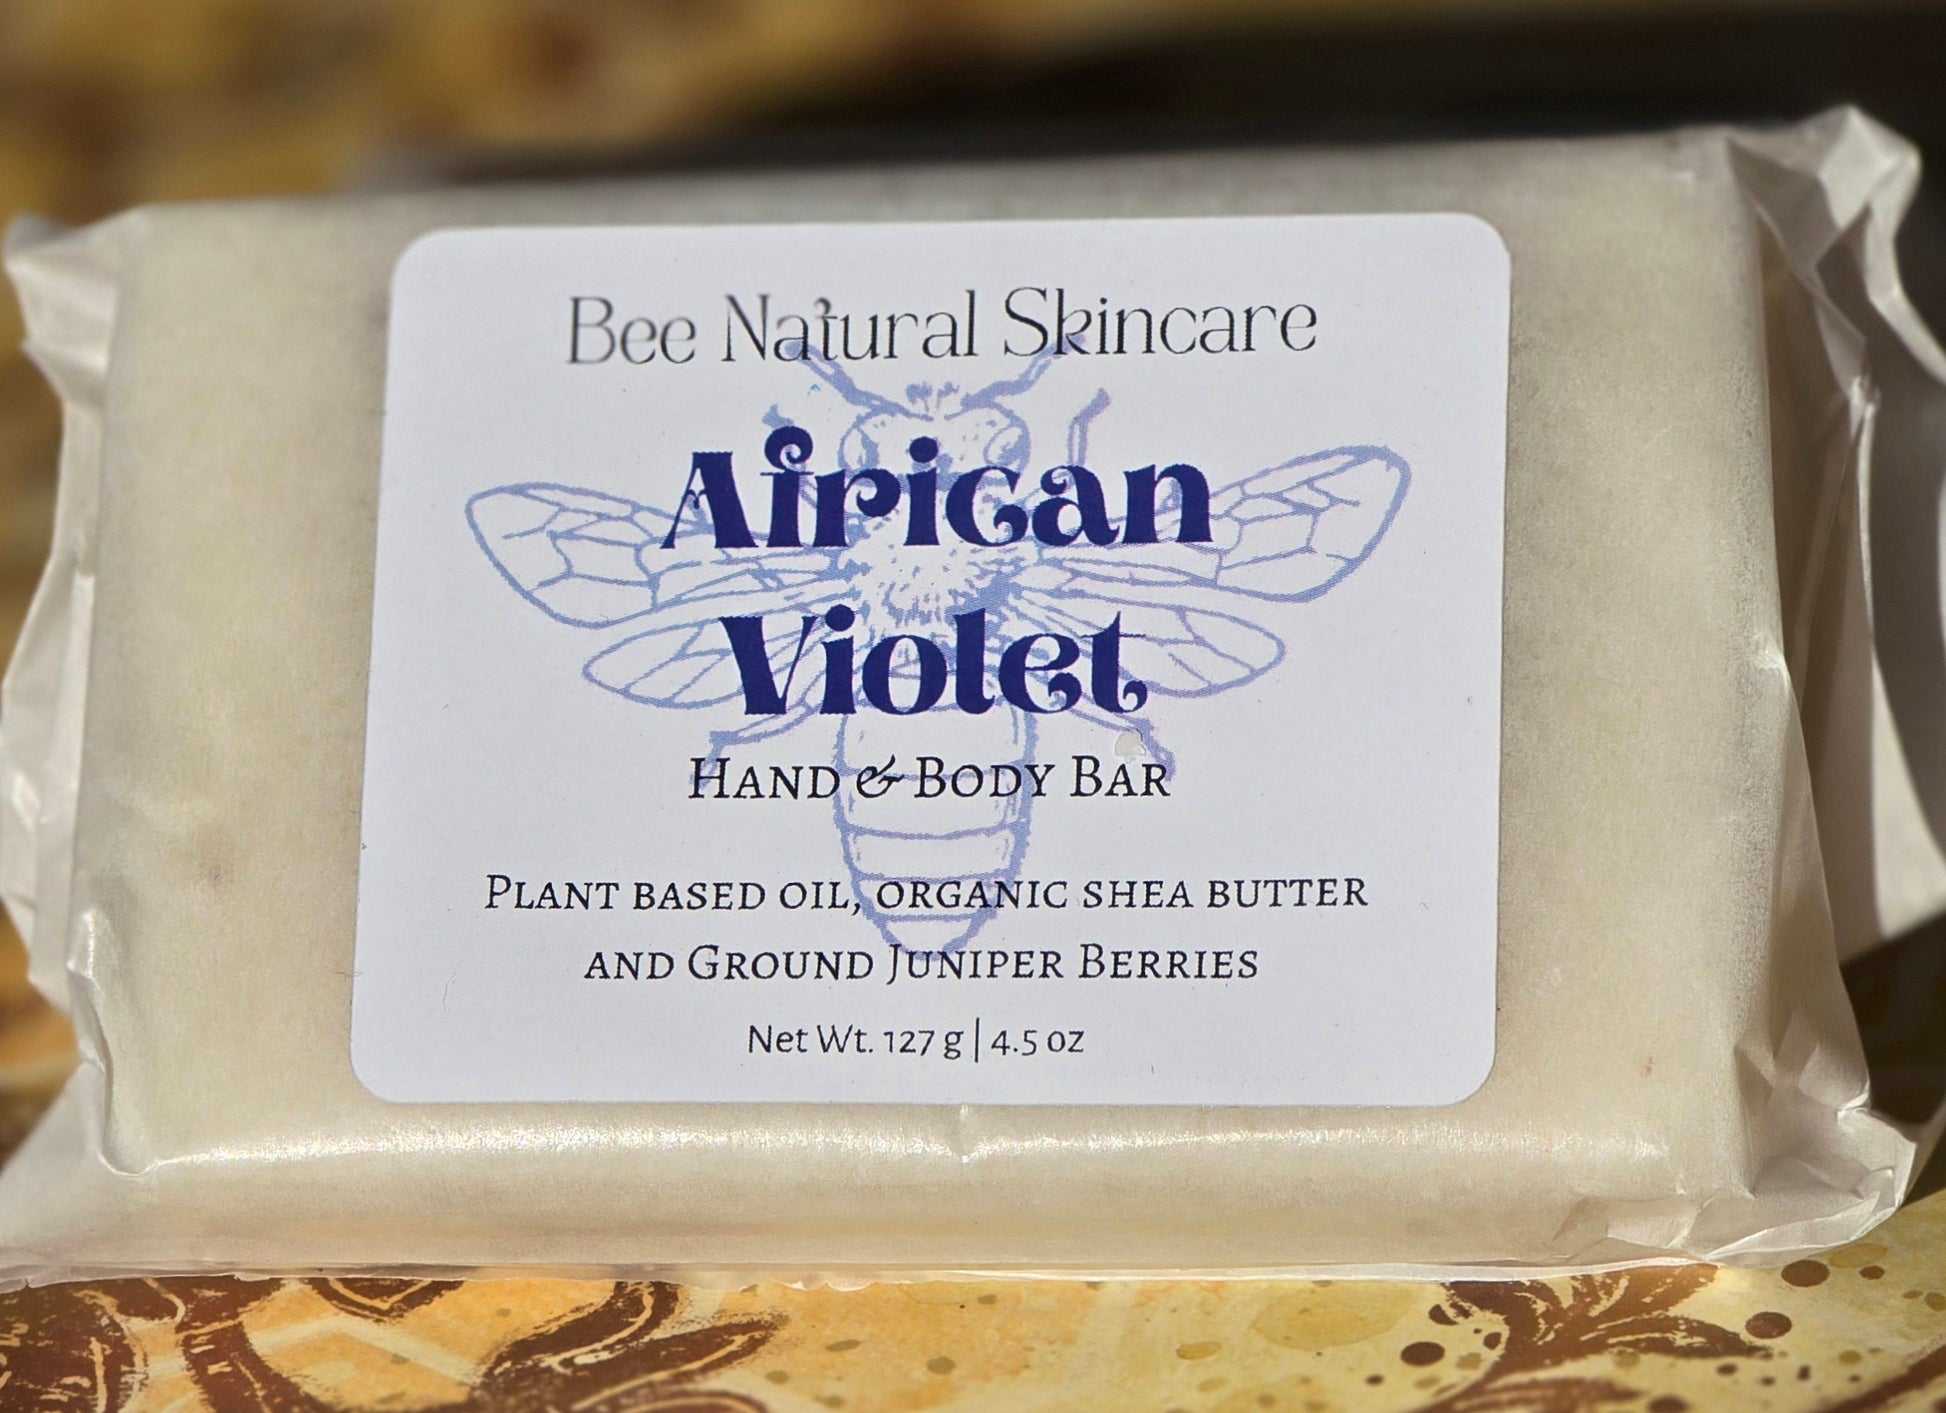 Bee Natural Skincare
African
Violet
Hand & Body Bar
Plant based oil, organic shea butter
and Ground Juniper Berries
Net Wt. 127 g | 4.5 oz